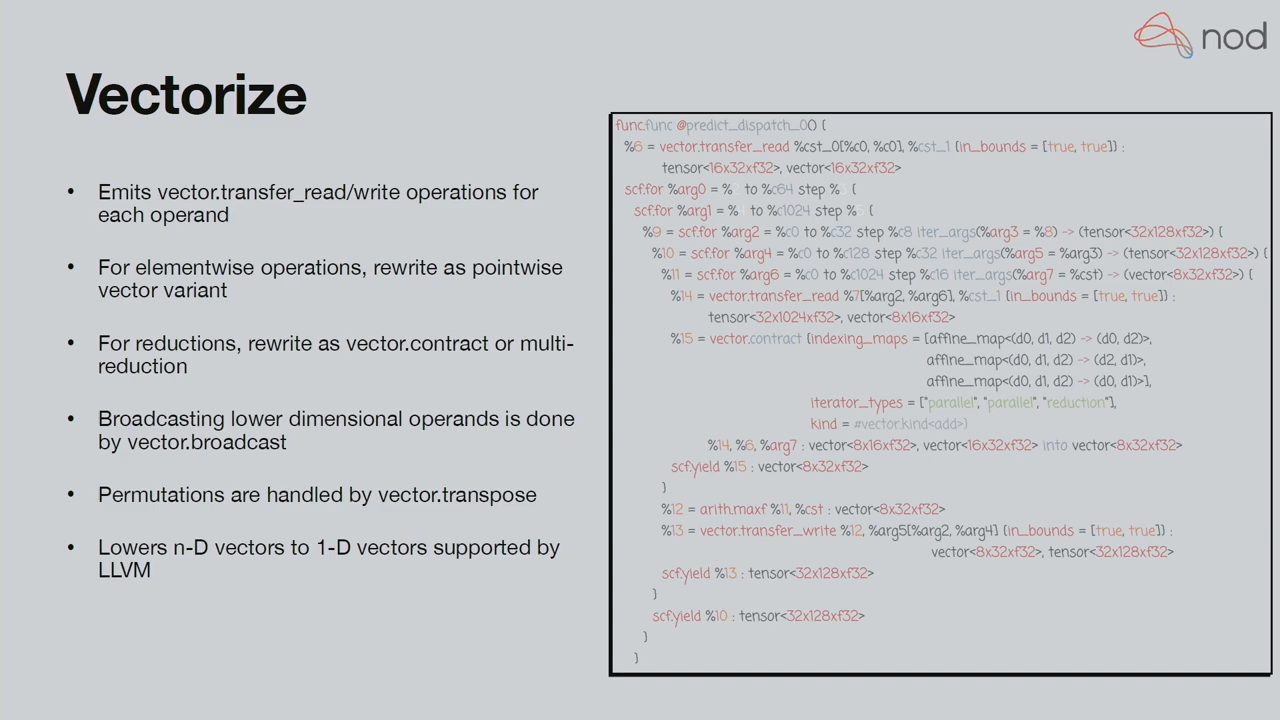 nod
Vectorize
• Emits vector.transfer_read/write operations for
each operand
• For elementwise operations, rewrite as pointwise
vector variant
• For reductions, rewrite as vector.contract or multi-
reduction
• Broadcasting lower dimensional operands is done
by vector.broadcast
• Permutations are handled by vector.transpose
• Lowers n-D vectors to 1-D vectors supported by
LLVM
func.func @predict_dispatch_0() {
%6 = vector.transfer_read %cst_0[%c0, %c0], %cst_1 {in_bounds = [true, true]} :
tensor<16x32xf32>, vector<16x32xf32>
scf.for %arg0 = % to %c64 step % {
scf.for %arg1 = % to %c1024 step % {
%9 = scf.for %arg2 = %c0 to %c32 step %c8 iter_args(%arg3 = %8) -> (tensor<32x128xf32>) {
%10 = scf.for %arg4 = %c0 to %c128 step %c32 iter_args(%arg5 = %arg3) -> (tensor<32x128xf32>) {
%11 = scf.for %arg6 = %c0 to %c1024 step %c16 iter_args(%arg7 = %cst) -> (vector<8x32xf32>) {
%14 = vector.transfer_read %7[%arg2, %arg6], %cst_1 {in_bounds = [true, true]} :
tensor<32x1024xf32>, vector<8x16xf32>
%15 = vector.contract {indexing_maps = [affine_map<(d0, d1, d2) -> (d0, d2)>,
affine_map<(d0, d1, d2) -> (d2, d1)>,
affine_map<(d0, d1, d2) -> (d0, d1)>],
iterator_types = ["parallel", "parallel", "reduction"],
kind = #vector.kind<add>}
%14, %6, %arg7 : vector<8x16xf32>, vector<16x32xf32> into vector<8x32xf32>
scf.yield %15 : vector<8x32xf32>
}
%12 = arith.maxf %11, %cst : vector<8x32xf32>
%13 = vector.transfer_write %12, %arg5[%arg2, %arg4] {in_bounds = [true, true]} :
vector<8x32xf32>, tensor<32x128xf32>
scf.yield %13 : tensor<32x128xf32>
}
scf.yield %10 : tensor<32x128xf32>
}
}